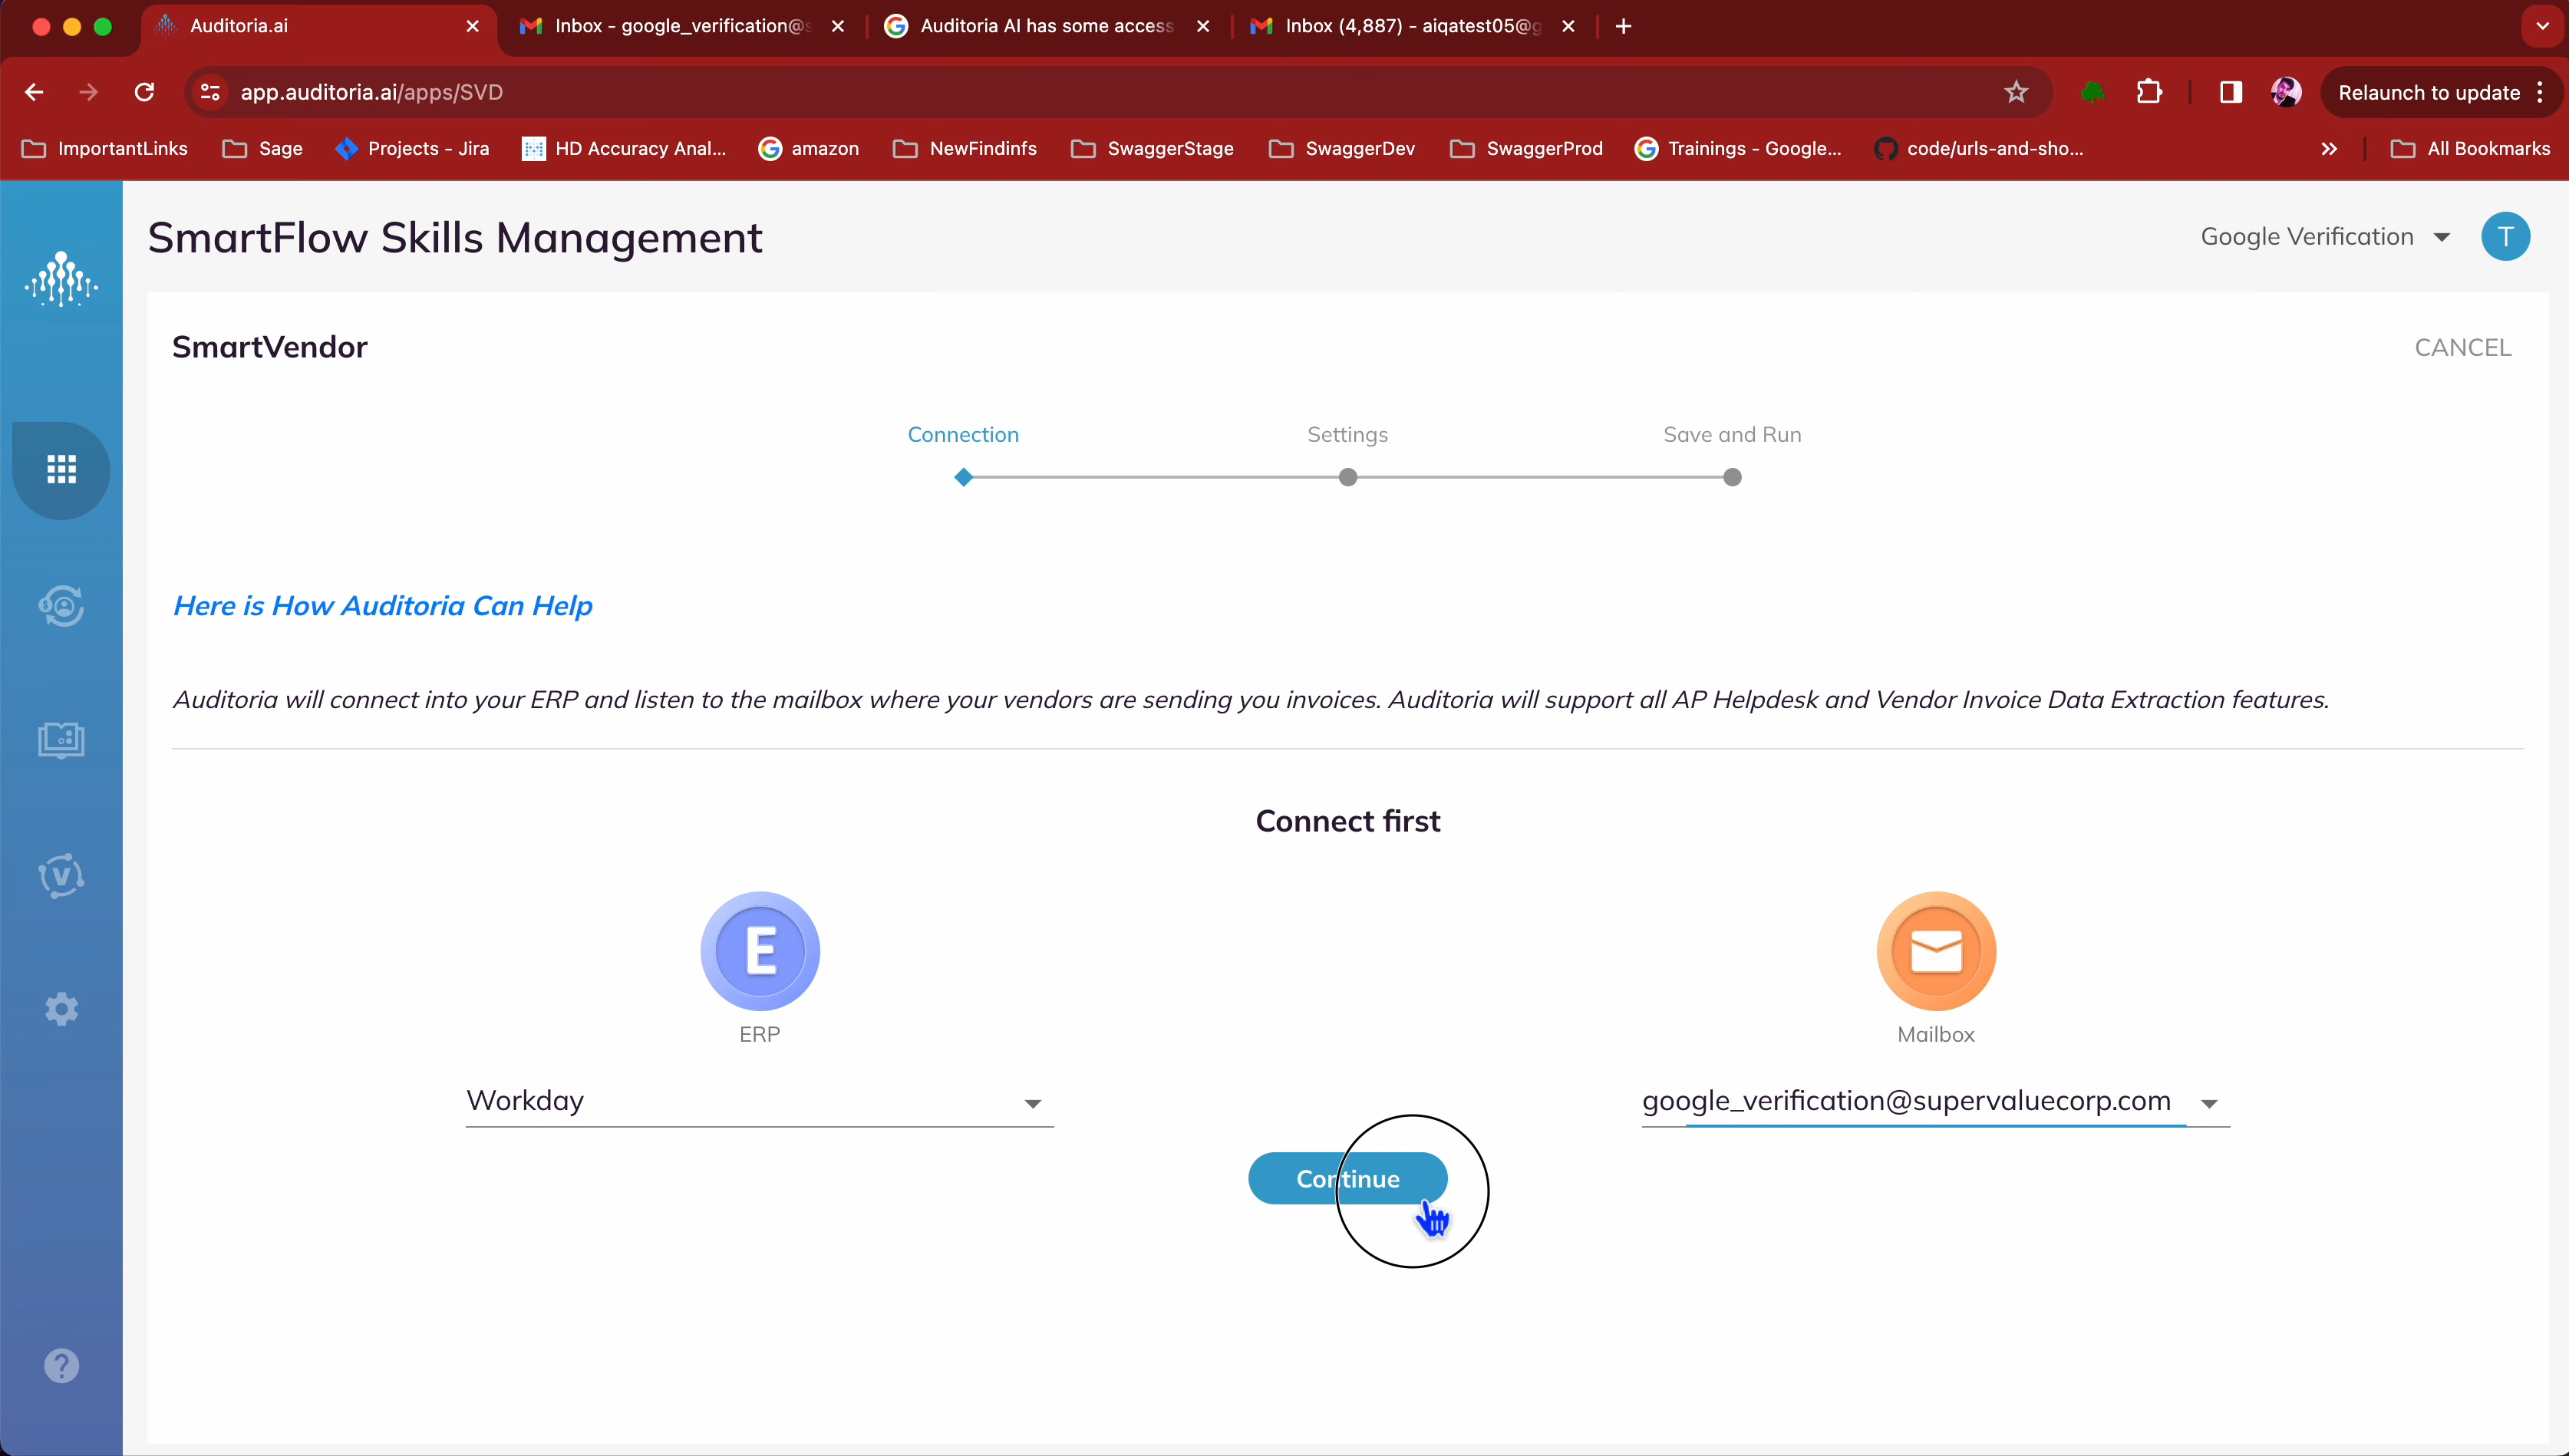 Auditoria.ai
Inbox - google_verification@s
Auditoria AI has some access
Inbox (4,887) - aiqatest05@g
app.auditoria.ai/apps/SVD
Relaunch to update
ImportantLinks
Sage
Projects - Jira
HD Accuracy Anal...
amazon
NewFindinfs
SwaggerStage
SwaggerDev
SwaggerProd
Trainings - Google...
code/urls-and-sho...
All Bookmarks
SmartFlow Skills Management
Google Verification
T
SmartVendor
CANCEL
Connection
Settings
Save and Run
Here is How Auditoria Can Help
Auditoria will connect into your ERP and listen to the mailbox where your vendors are sending you invoices. Auditoria will support all AP Helpdesk and Vendor Invoice Data Extraction features.
Connect first
E
ERP
Mailbox
Workday
google_verification@supervaluecorp.com
Continue